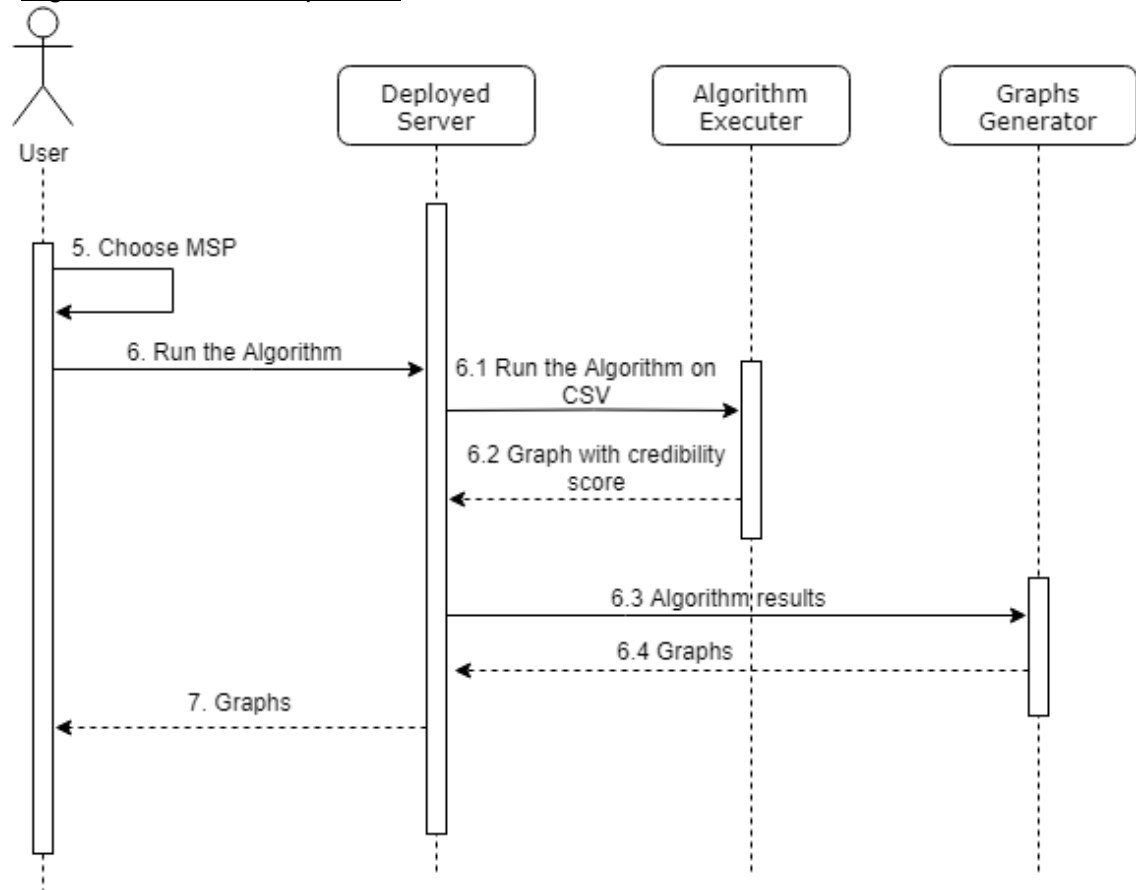 User
Deployed
Server
Algorithm
Executer
Graphs
Generator
5. Choose MSP
6. Run the Algorithm
6.1 Run the Algorithm on
CSV
6.2 Graph with credibility
score
6.3 Algorithm results
6.4 Graphs
7. Graphs